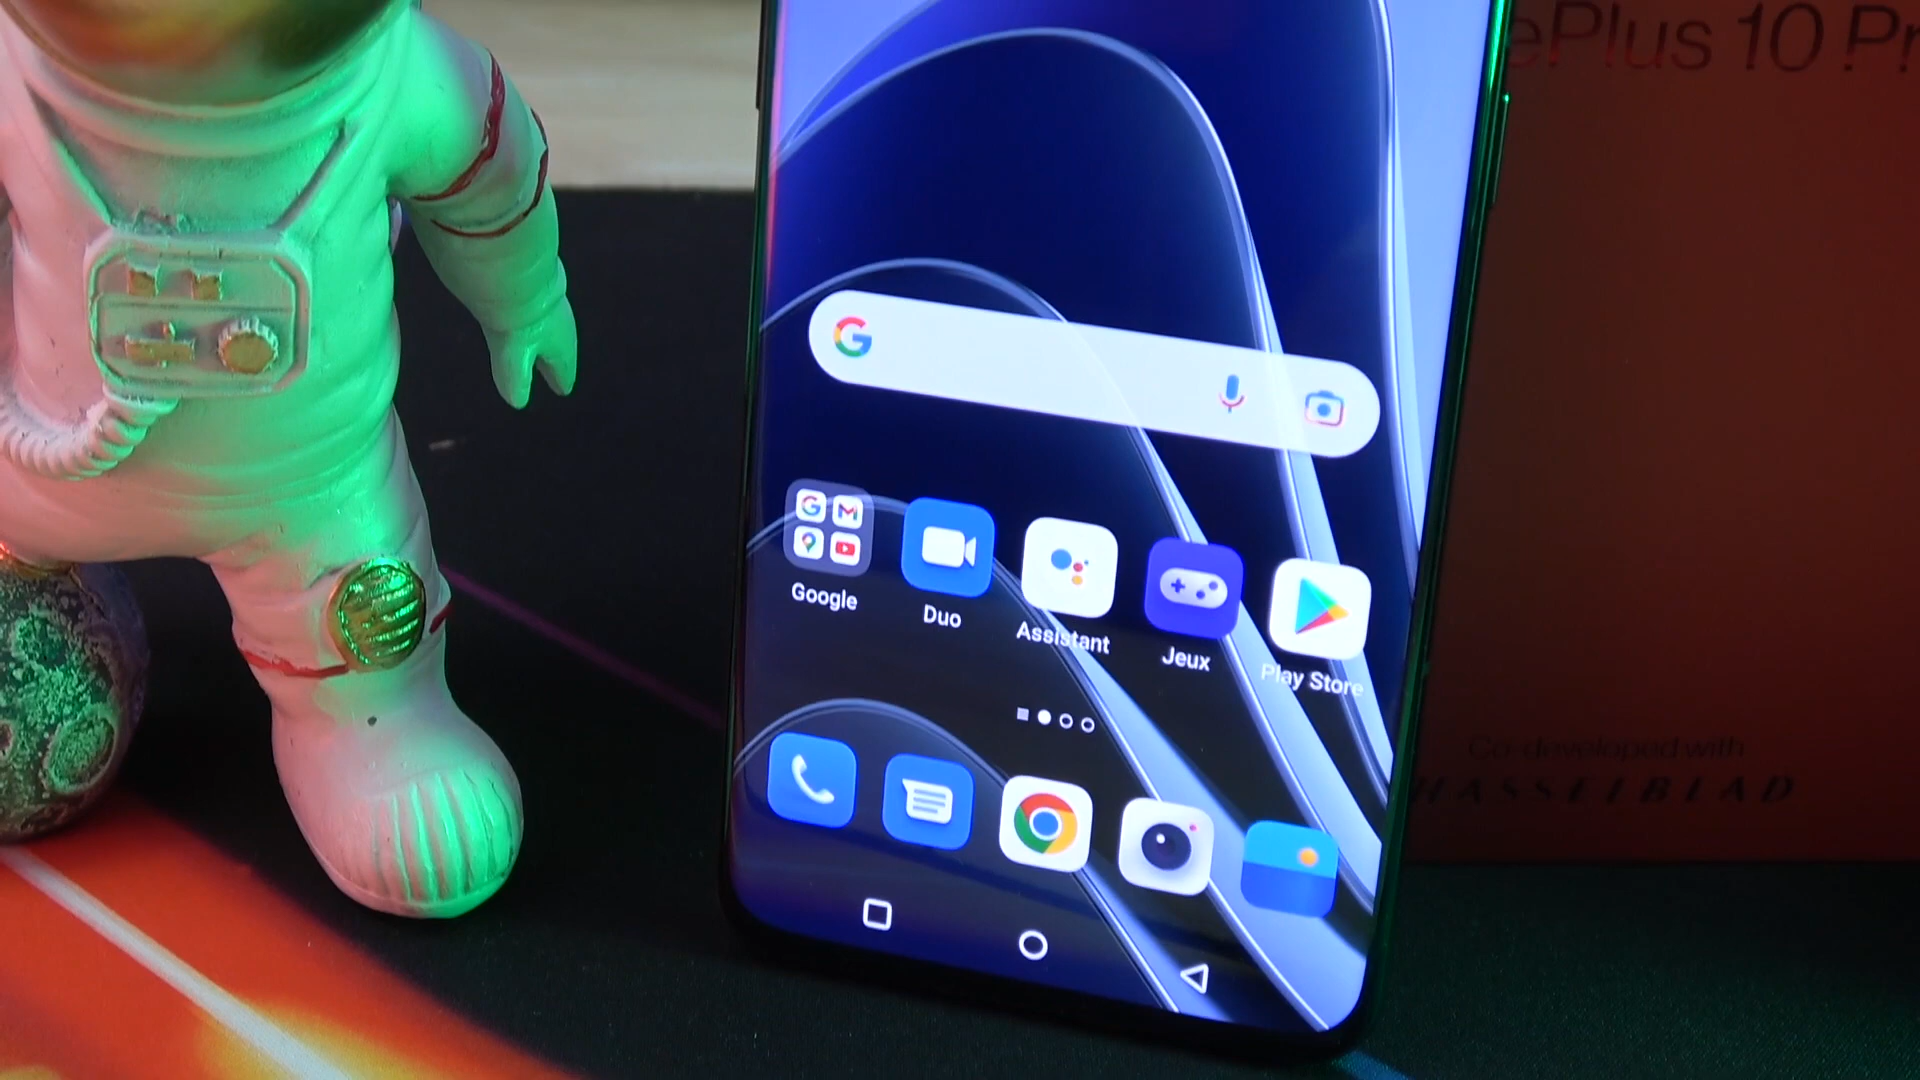 ePlus 10 Pr
Google
Duo
Assistant
Jeux
Play Store
Co-developed with
HASSELBLAD